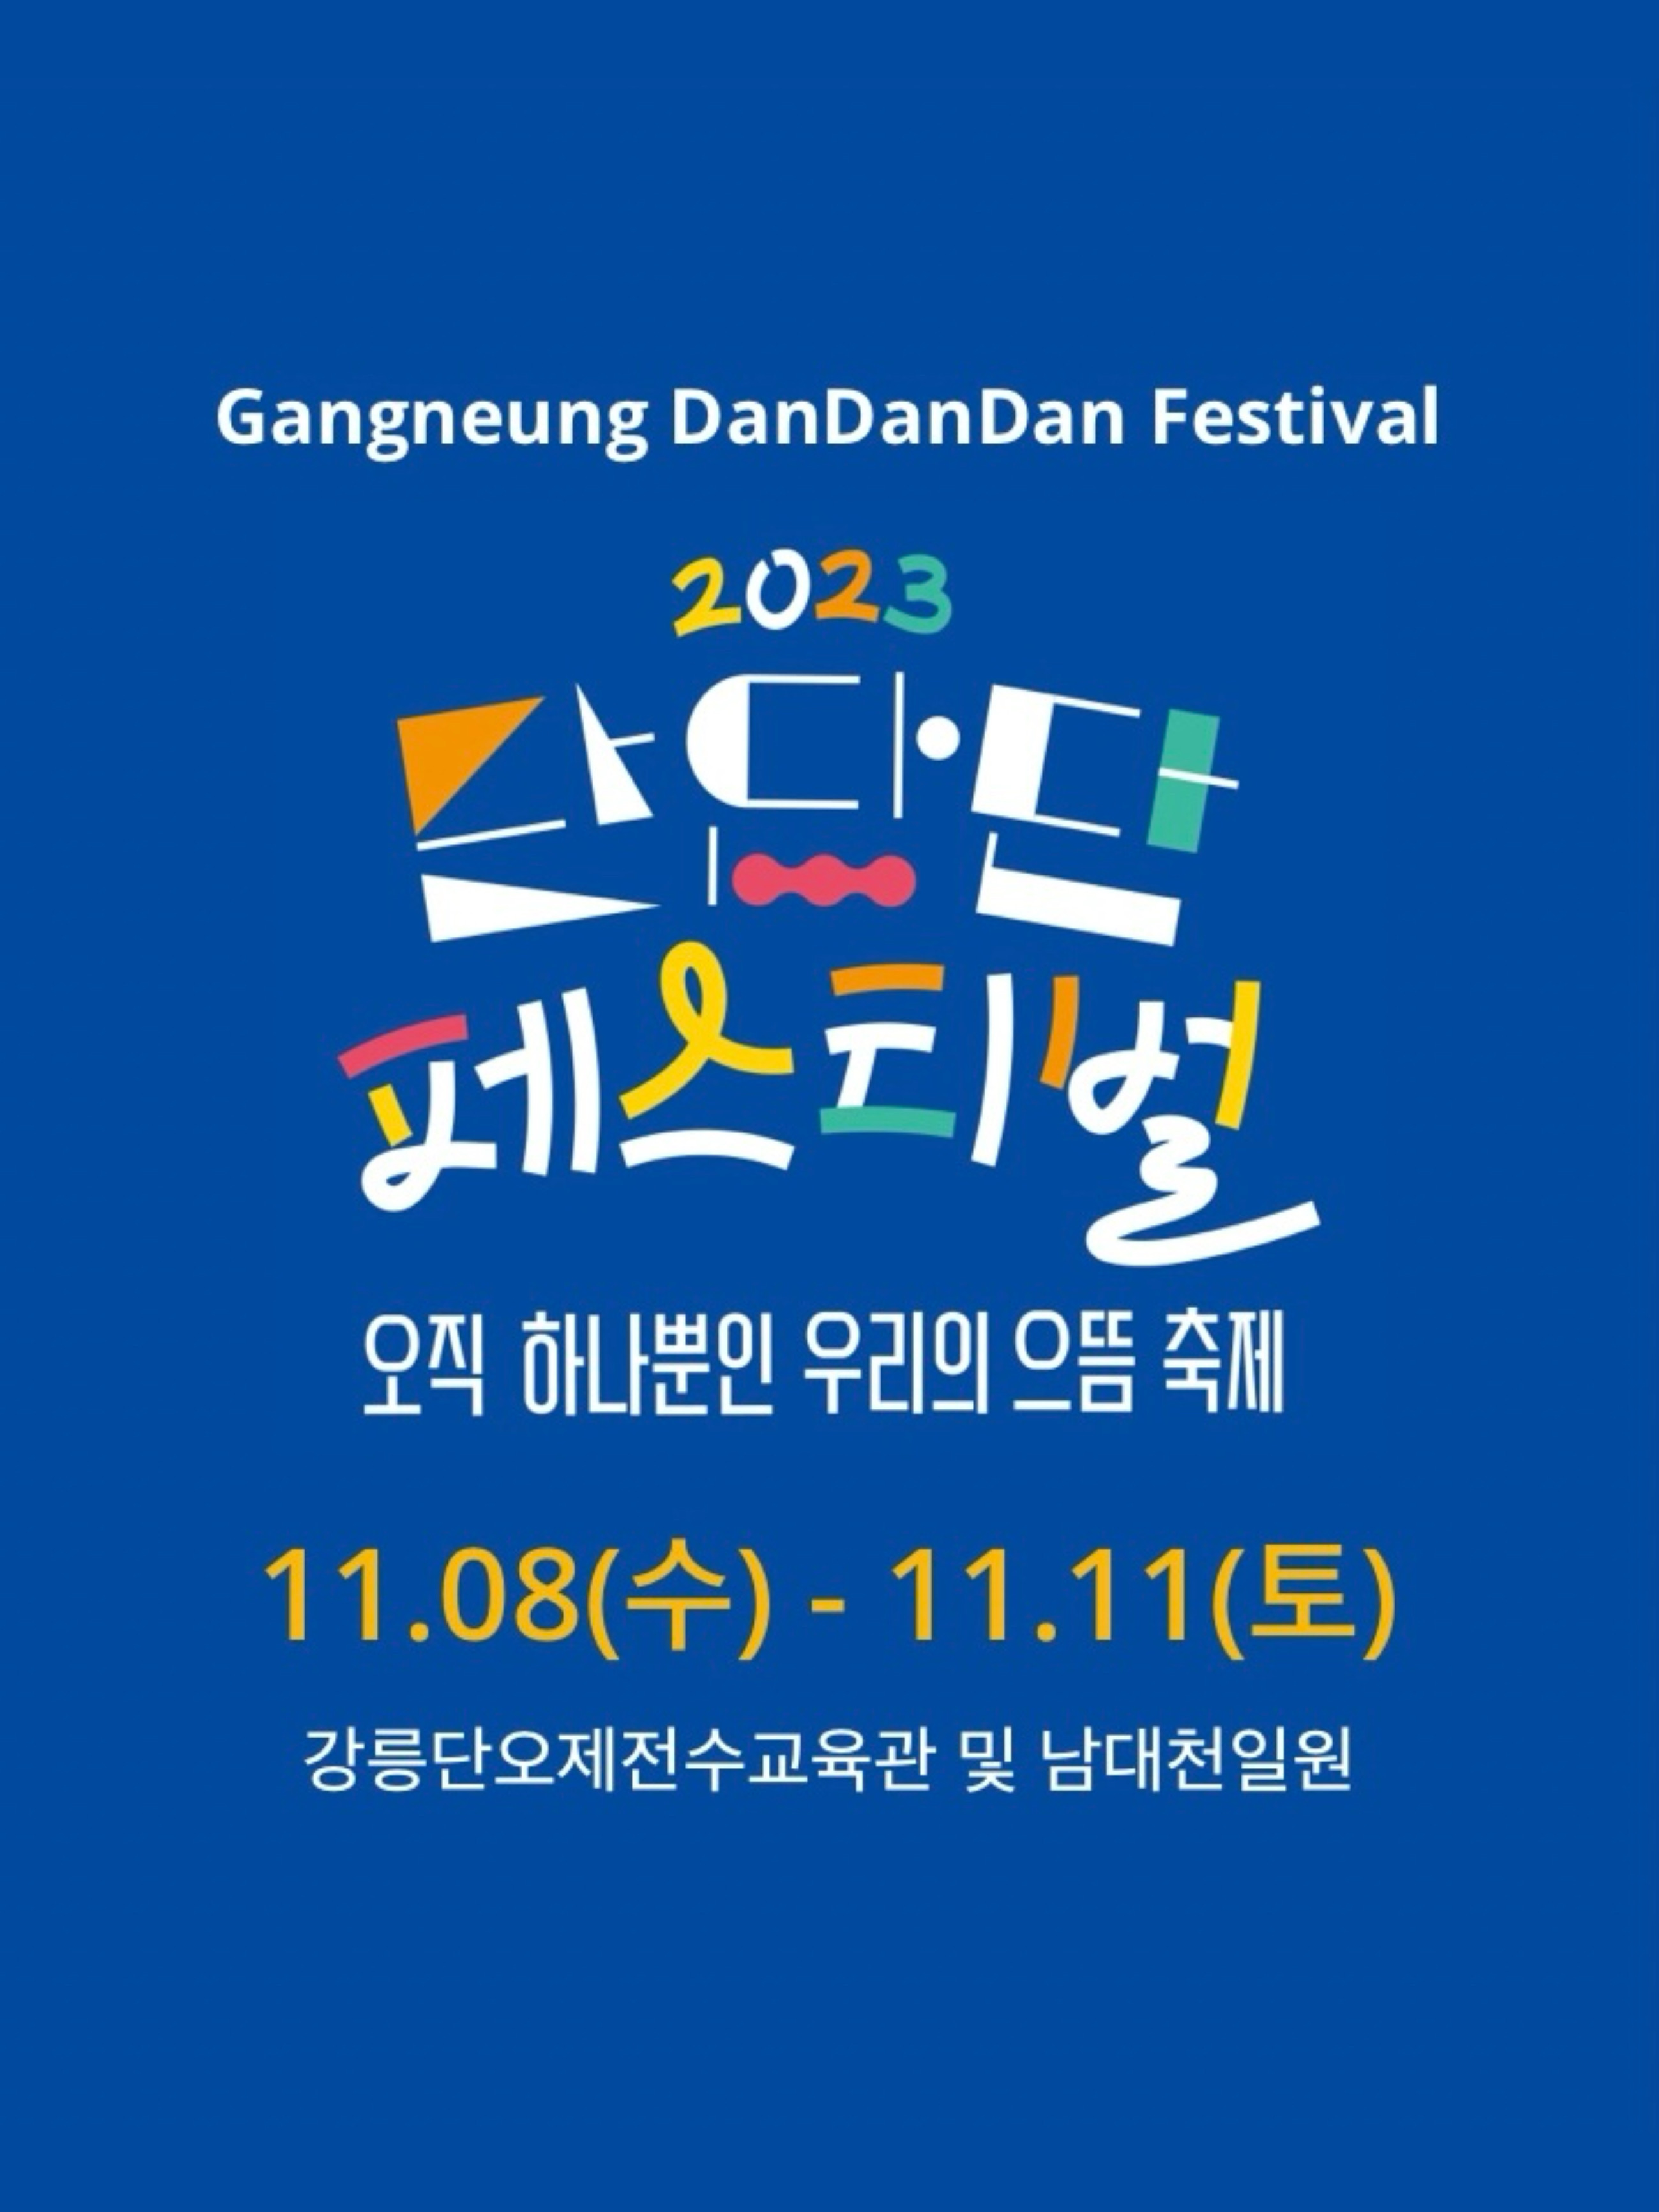 Gangneung DanDanDan Festival
2023
단단단
페스티벌
오직 하나뿐인 우리의 으뜸 축제
11.08(수) - 11.11(토)
강릉단오제전수교육관 및 남대천일원